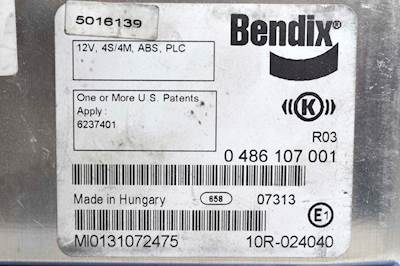 5016139
Bendix
12V, 4S/4M, ABS, PLC
One or More U.S. Patents
Apply :
6237401
K
R03
0 486 107 001
Made in Hungary
658
07313
E1
MI0131072475
10R-024040